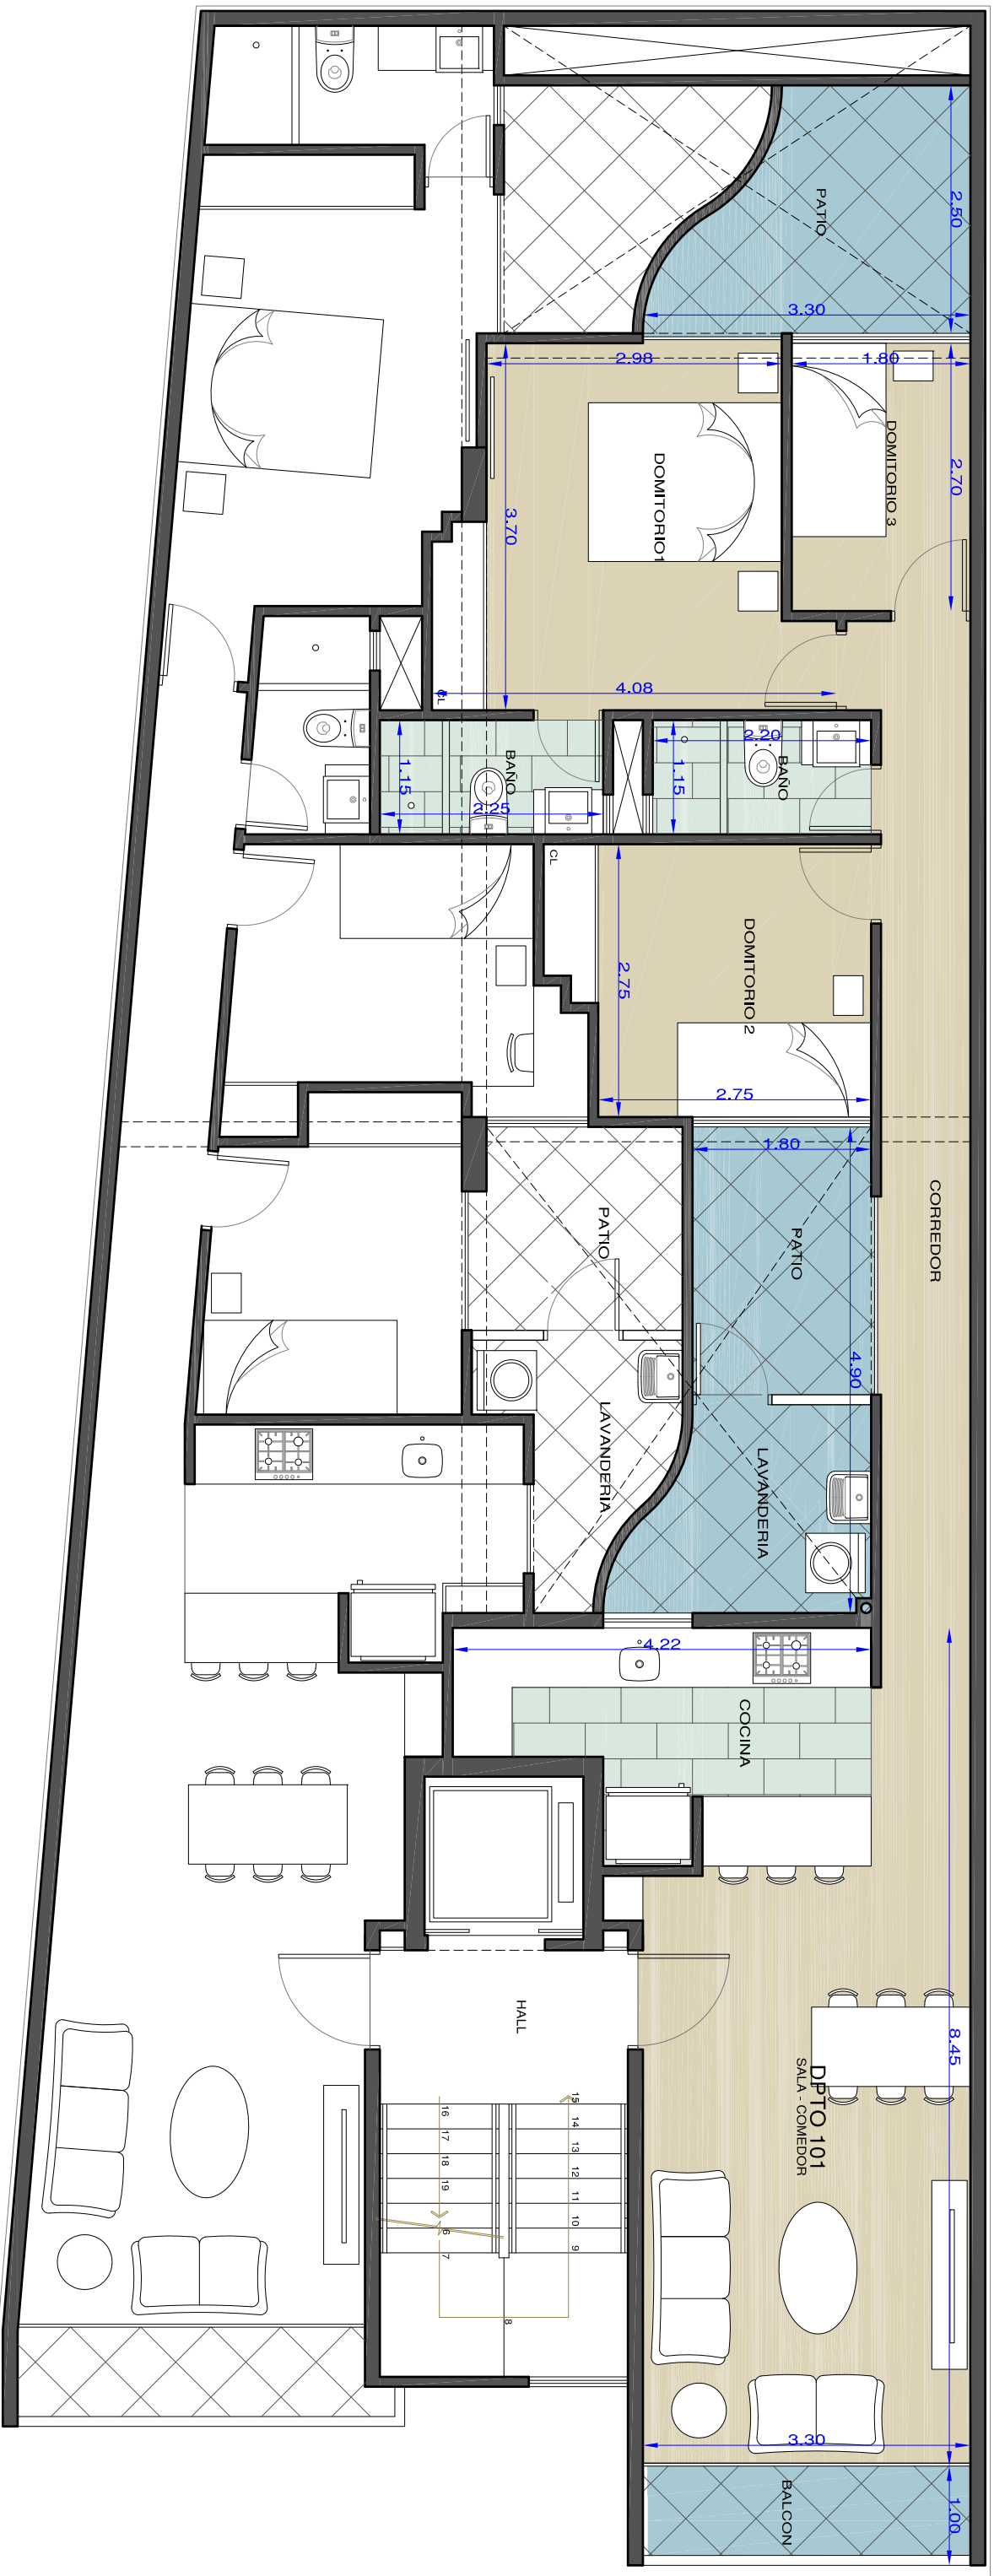 PATIO
2.50
3.30
2.98
1.80
DOMITORIO 3
2.70
DOMITORIO1
3.70
4.08
CL
BAÑO
1.15
2.25
2.20
BAÑO
1.15
CL
2.75
DOMITORIO 2
2.75
1.80
CORREDOR
PATIO
PATIO
4.90
LAVANDERIA
LAVANDERIA
4.22
COCINA
HALL
8.45
DPTO 101
SALA - COMEDOR
15
14
13
12
11
10
9
16
17
18
19
6
7
8
3.30
BALCON
1.00